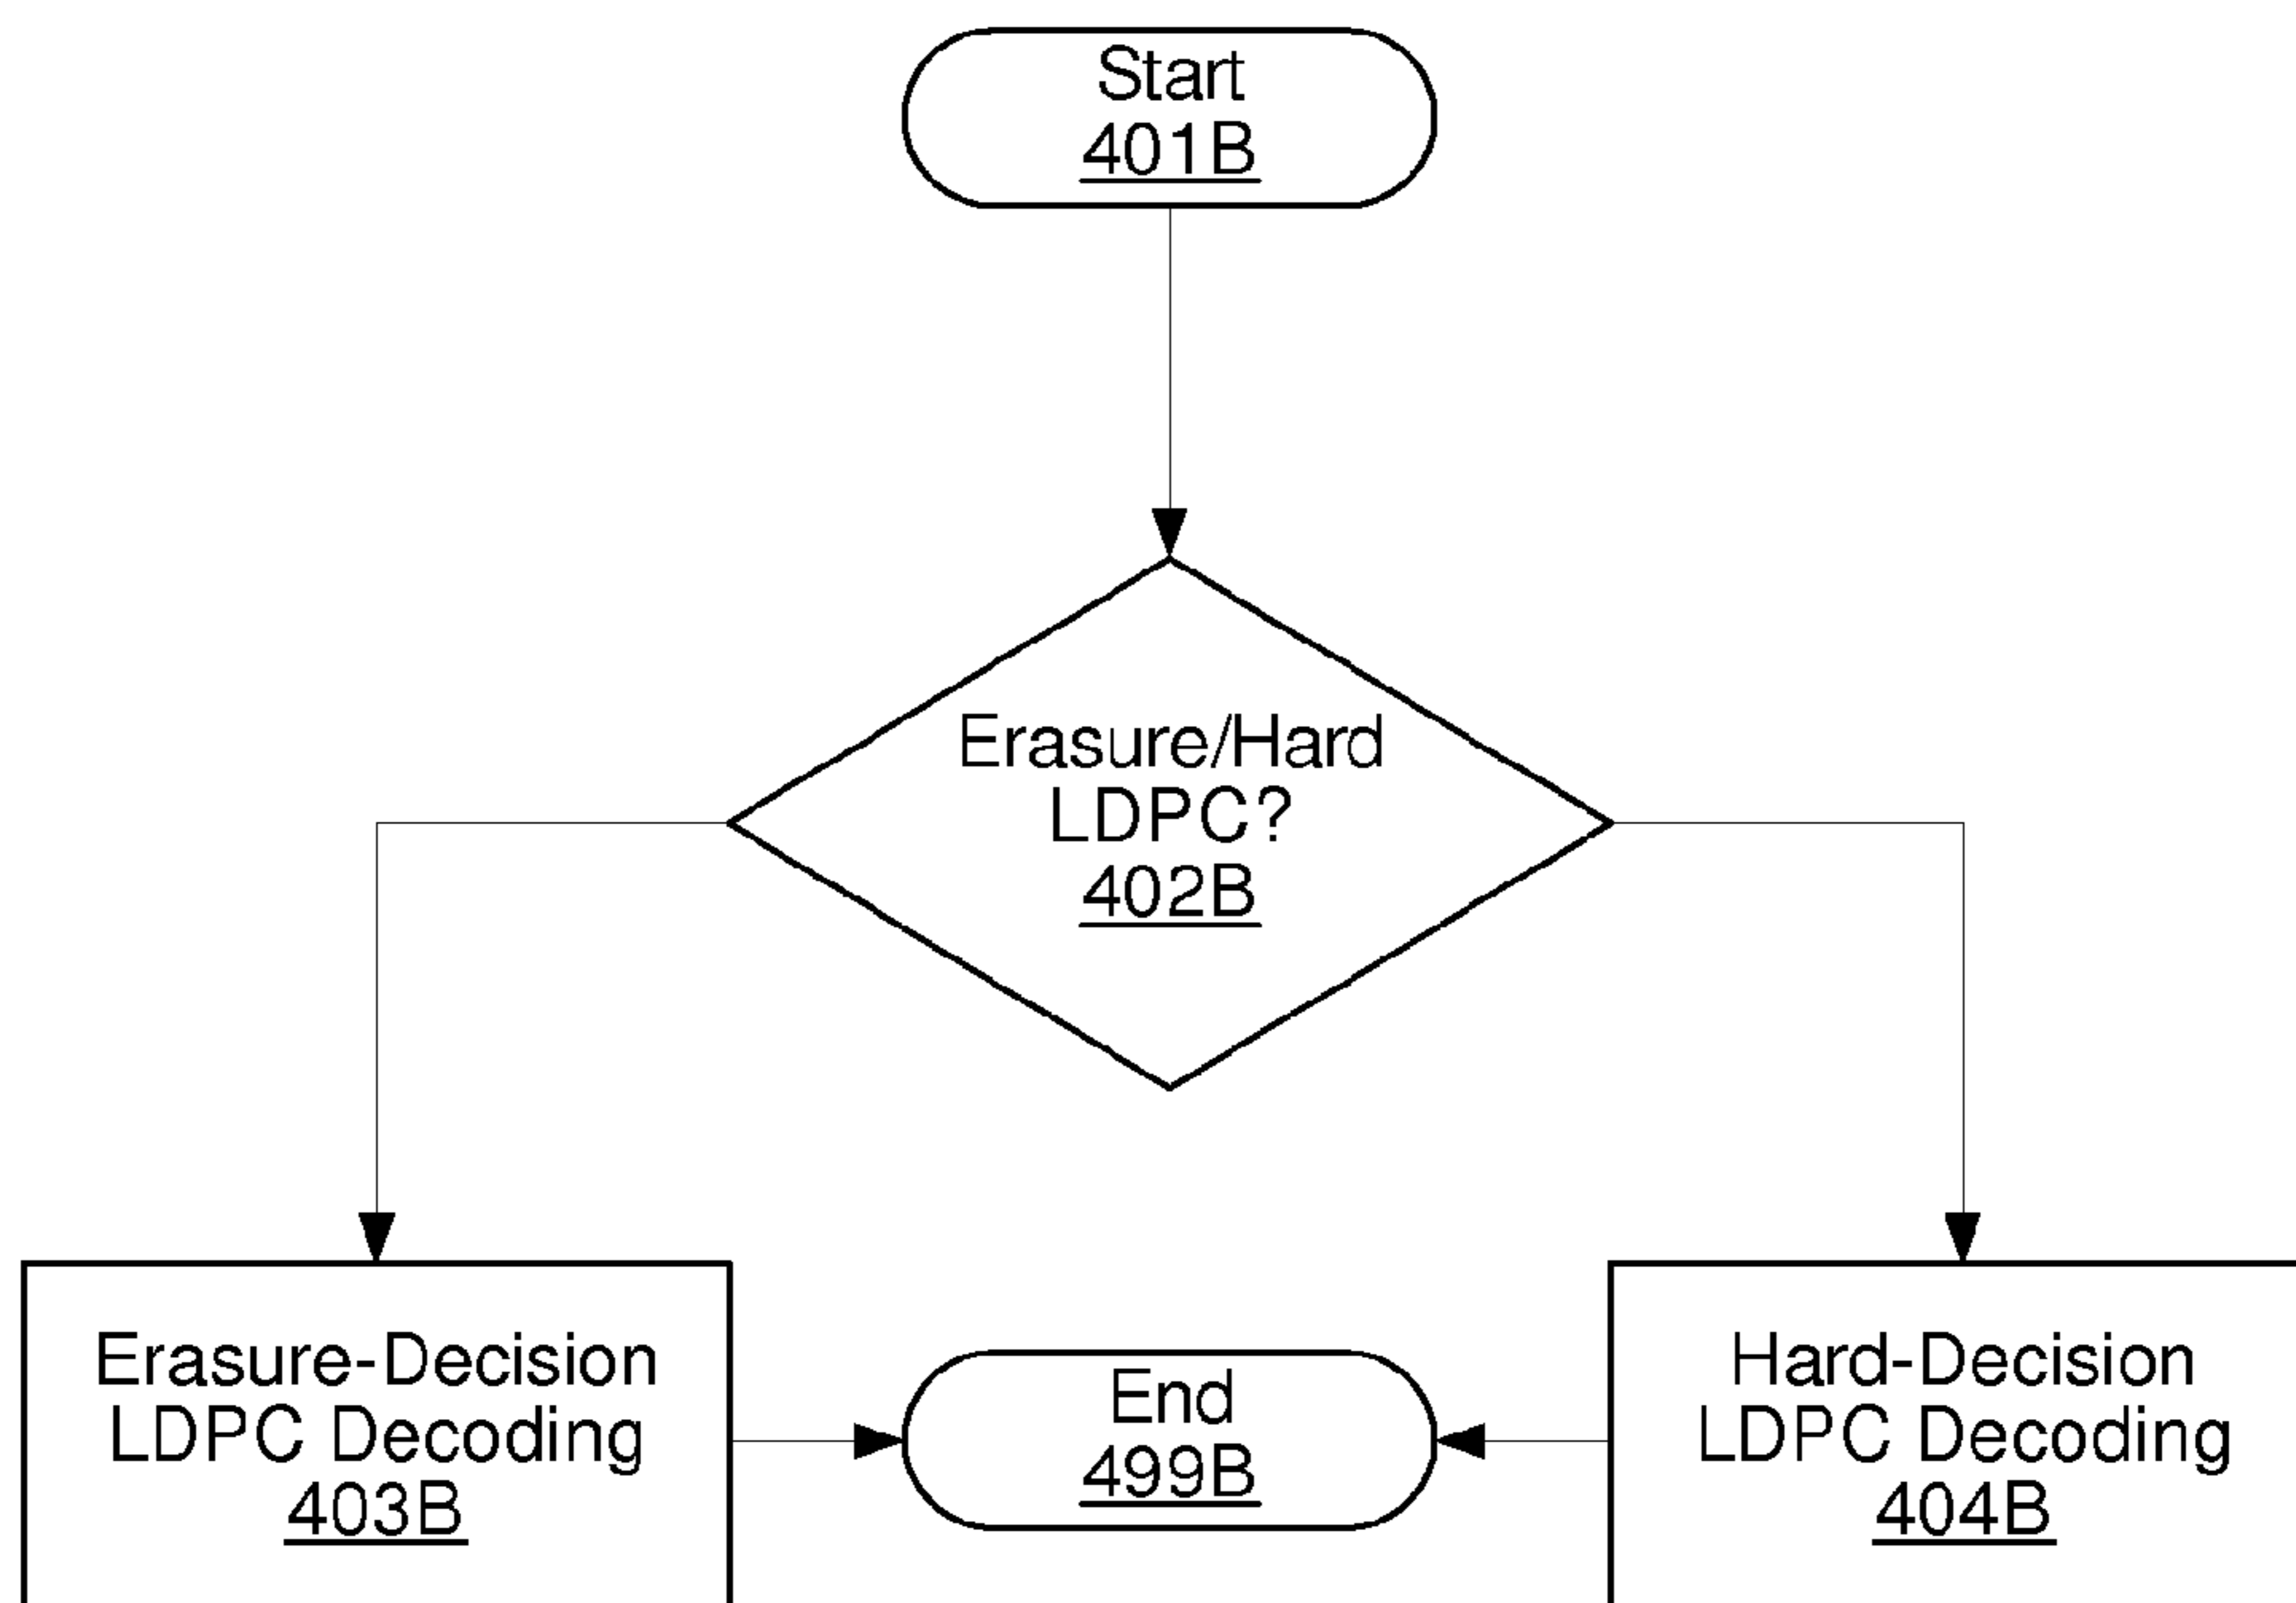 Start
401B
Erasure/Hard
LDPC?
402B
Erasure-Decision
LDPC Decoding
403B
End
499B
Hard-Decision
LDPC Decoding
404B